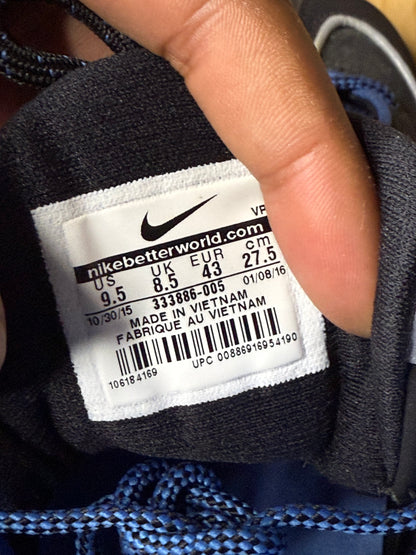 VF
nikebetterworld.com
US UK EUR cm
9.5 8.5 43 27.5
10/30/15 333886-005 01/08/16
MADE IN VIETNAM
FABRIQUE AU VIETNAM
106184169 UPC 00886916954190